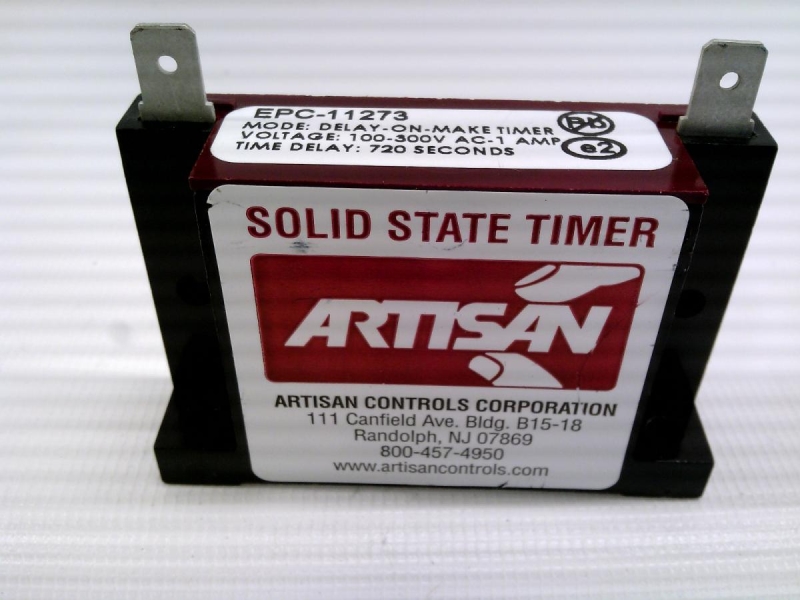 EPC-11273
MODE: DELAY-ON-MAKE TIMER
VOLTAGE: 100-300V AC-1 AMP
TIME DELAY: 720 SECONDS
Pb
e2
SOLID STATE TIMER
ARTISAN
ARTISAN CONTROLS CORPORATION
111 Canfield Ave. Bldg. B15-18
Randolph, NJ 07869
800-457-4950
www.artisancontrols.com